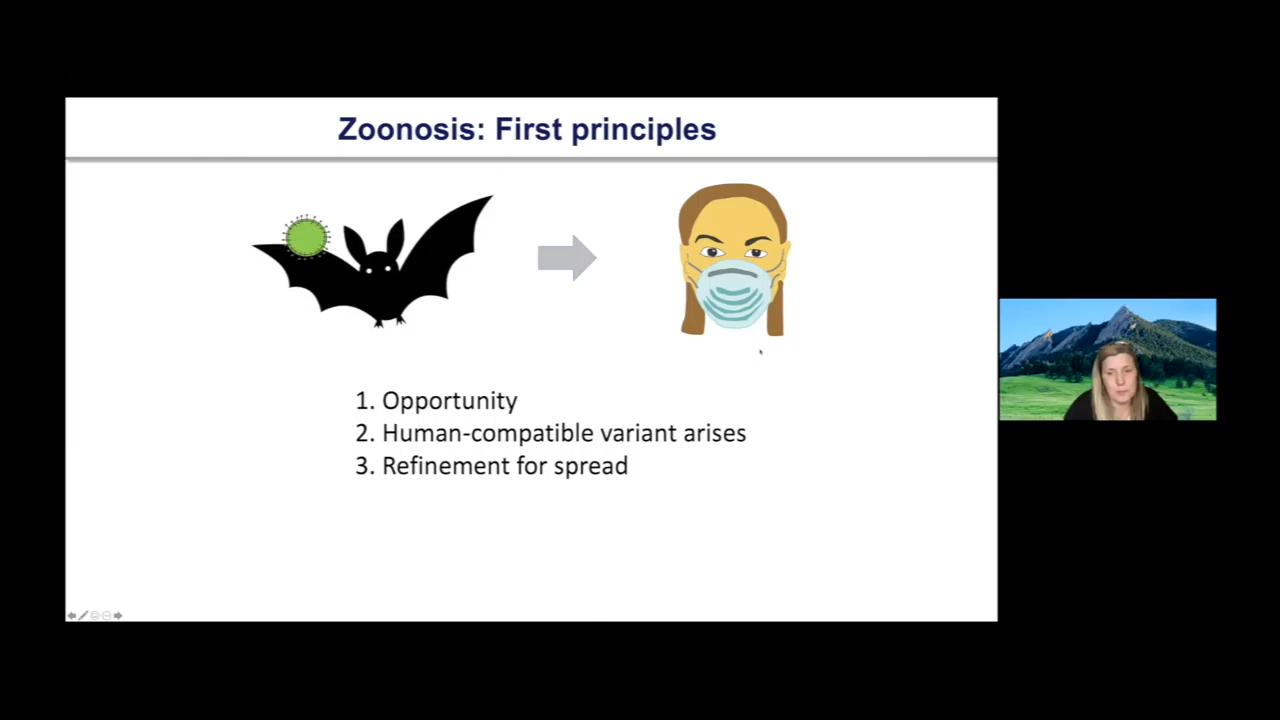 Zoonosis: First principles
1. Opportunity
2. Human-compatible variant arises
3. Refinement for spread